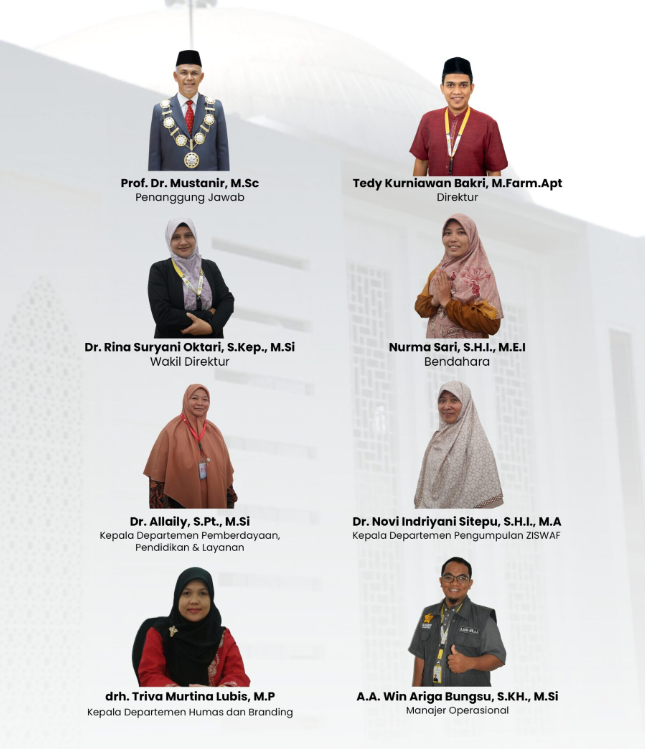 Prof. Dr. Mustanir, M.Sc
Penanggung Jawab
Tedy Kurniawan Bakri, M.Farm.Apt
Direktur
Dr. Rina Suryani Oktari, S.Kep., M.Si
Wakil Direktur
Nurma Sari, S.H.I., M.E.I
Bendahara
Dr. Allaily, S.Pt., M.Si
Kepala Departemen Pemberdayaan,
Pendidikan & Layanan
Dr. Novi Indriyani Sitepu, S.H.I., M.A
Kepala Departemen Pengumpulan ZISWAF
drh. Triva Murtina Lubis, M.P
Kepala Departemen Humas dan Branding
A.A. Win Ariga Bungsu, S.KH., M.Si
Manajer Operasional